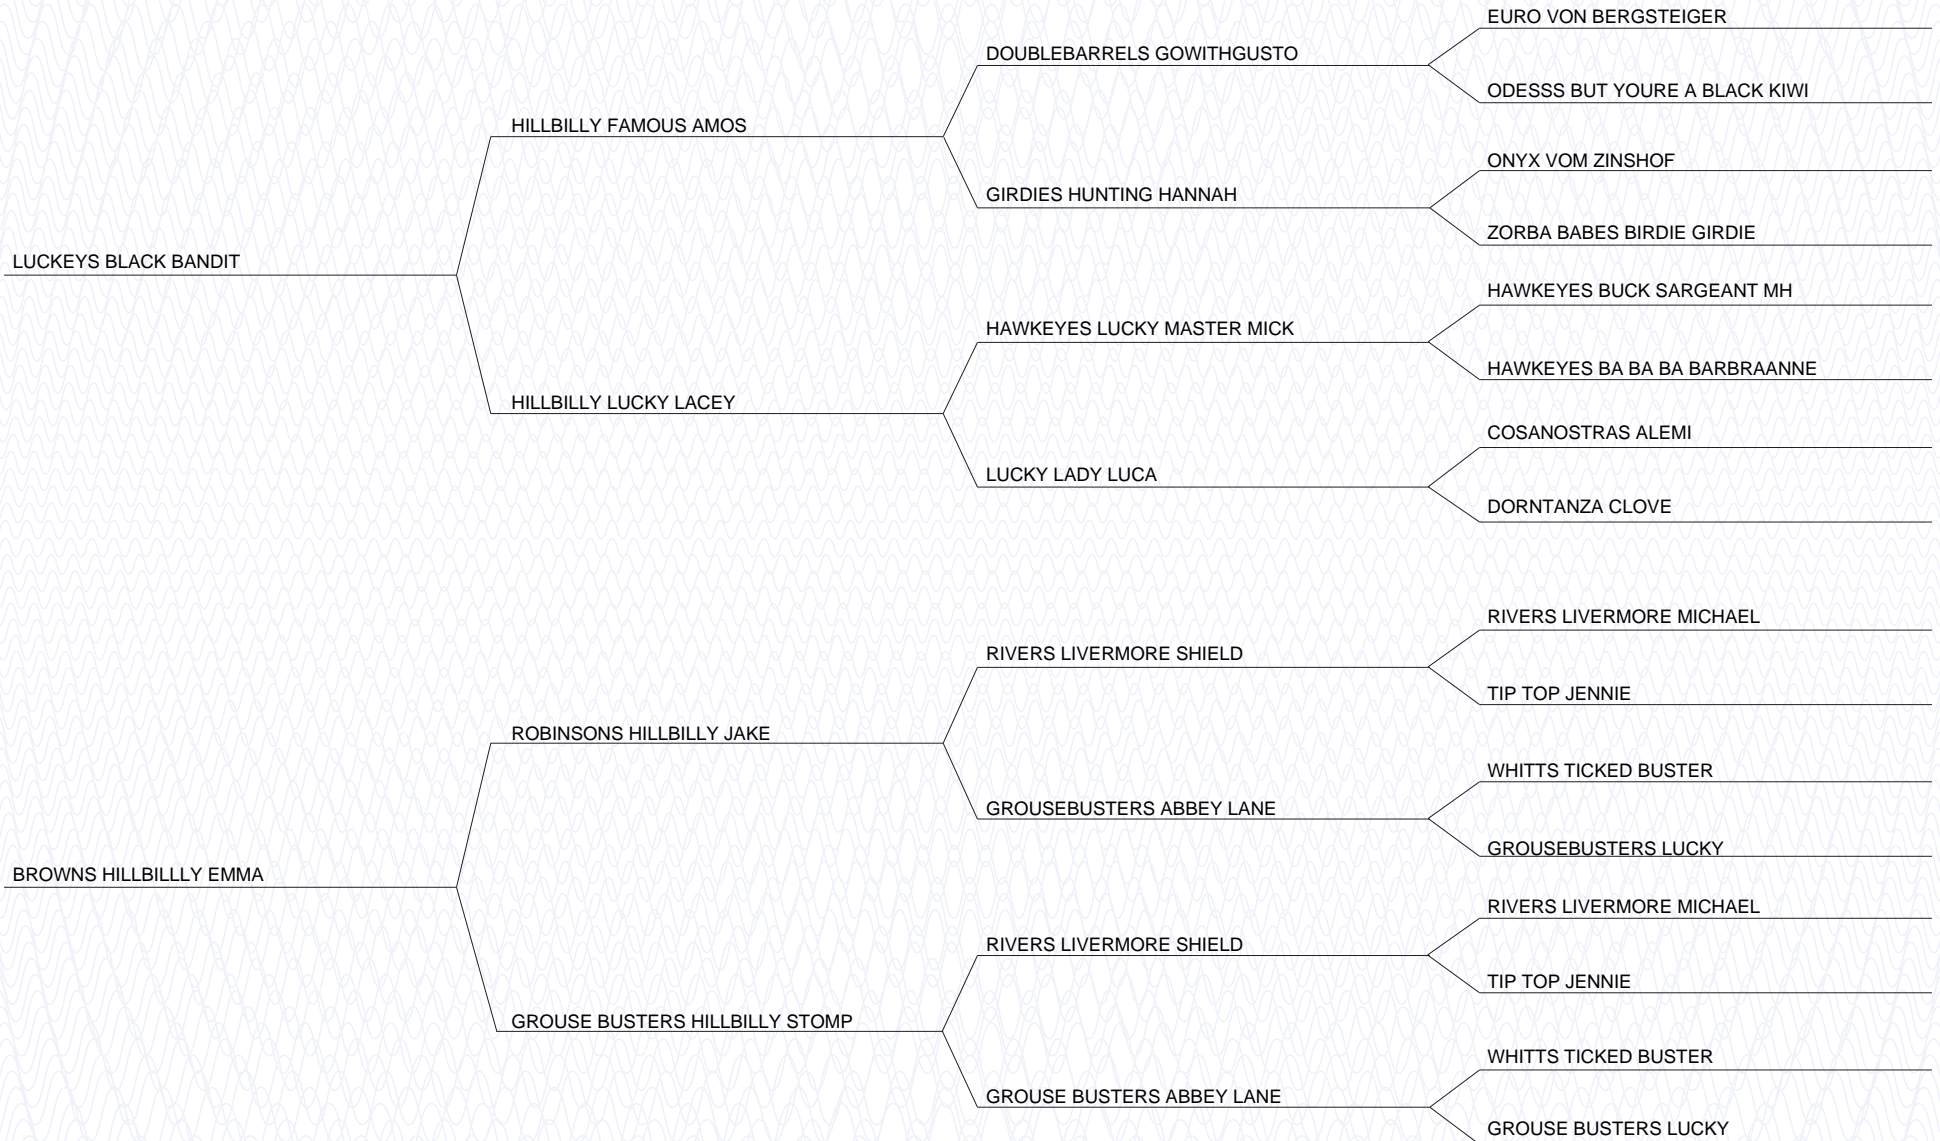 EURO VON BERGSTEIGER
DOUBLEBARRELS GOWITHGUSTO
ODESSS BUT YOURE A BLACK KIWI
HILLBILLY FAMOUS AMOS
ONYX VOM ZINSHOF
GIRDIES HUNTING HANNAH
ZORBA BABES BIRDIE GIRDIE
LUCKEYS BLACK BANDIT
HAWKEYES BUCK SARGEANT MH
HAWKEYES LUCKY MASTER MICK
HAWKEYES BA BA BA BARBRAANNE
HILLBILLY LUCKY LACEY
COSANOSTRAS ALEMI
LUCKY LADY LUCA
DORNTANZA CLOVE
RIVERS LIVERMORE MICHAEL
RIVERS LIVERMORE SHIELD
TIP TOP JENNIE
ROBINSONS HILLBILLY JAKE
WHITTS TICKED BUSTER
GROUSEBUSTERS ABBEY LANE
GROUSEBUSTERS LUCKY
BROWNS HILLBILLLY EMMA
RIVERS LIVERMORE MICHAEL
RIVERS LIVERMORE SHIELD
TIP TOP JENNIE
GROUSE BUSTERS HILLBILLY STOMP
WHITTS TICKED BUSTER
GROUSE BUSTERS ABBEY LANE
GROUSE BUSTERS LUCKY